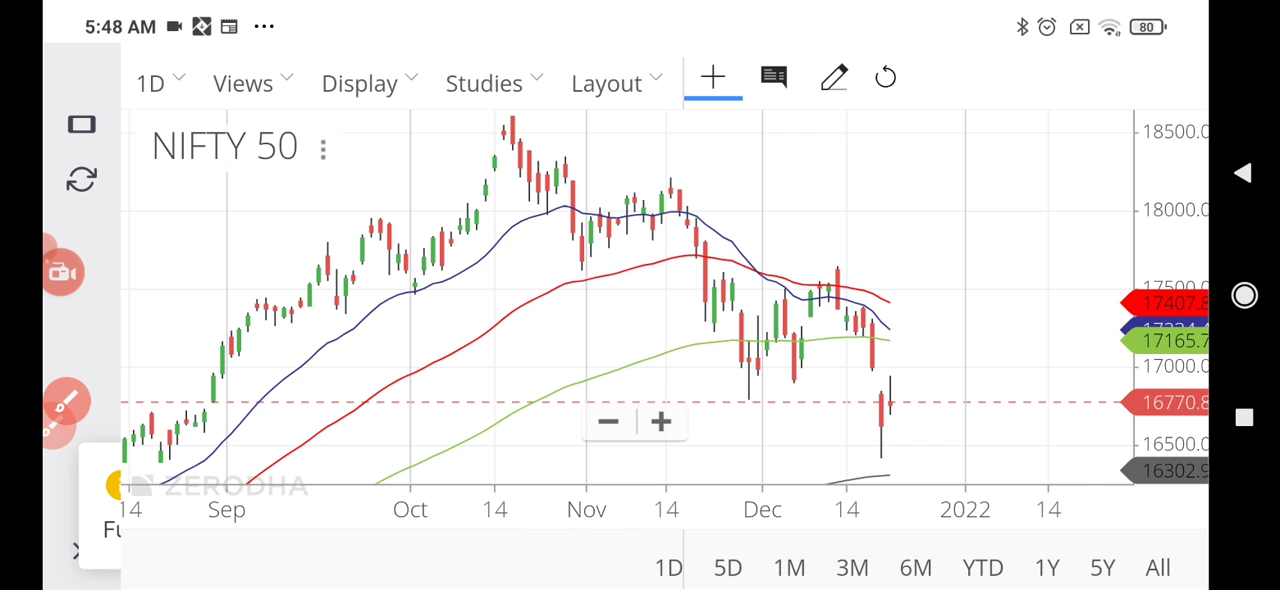 5:48 AM ••• 80
1D Views Display Studies Layout
NIFTY 50
18500.0
18000.0
17500.0
17407.8
17165.7
17000.0
16770.8
16500.0
16302.9
ZERODHA
14 Sep Oct 14 Nov 14 Dec 14 2022 14
Fu
1D 5D 1M 3M 6M YTD 1Y 5Y All